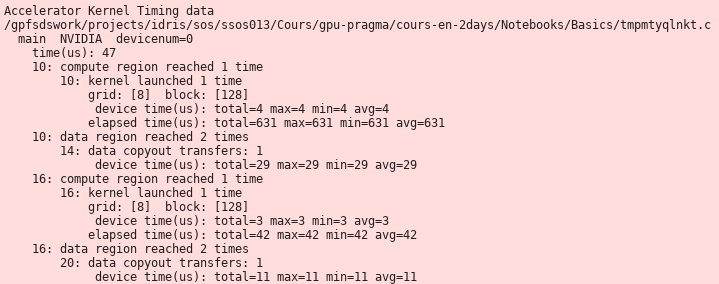 Accelerator Kernel Timing data
/gpfsdswork/projects/idris/sos/ssos013/Cours/gpu-pragma/cours-en-2days/Notebooks/Basics/tmpmtyqlnkt.c
  main  NVIDIA  devicenum=0
    time(us): 47
    10: compute region reached 1 time
        10: kernel launched 1 time
            grid: [8]  block: [128]
             device time(us): total=4 max=4 min=4 avg=4
            elapsed time(us): total=631 max=631 min=631 avg=631
    10: data region reached 2 times
        14: data copyout transfers: 1
             device time(us): total=29 max=29 min=29 avg=29
    16: compute region reached 1 time
        16: kernel launched 1 time
            grid: [8]  block: [128]
             device time(us): total=3 max=3 min=3 avg=3
            elapsed time(us): total=42 max=42 min=42 avg=42
    16: data region reached 2 times
        20: data copyout transfers: 1
             device time(us): total=11 max=11 min=11 avg=11